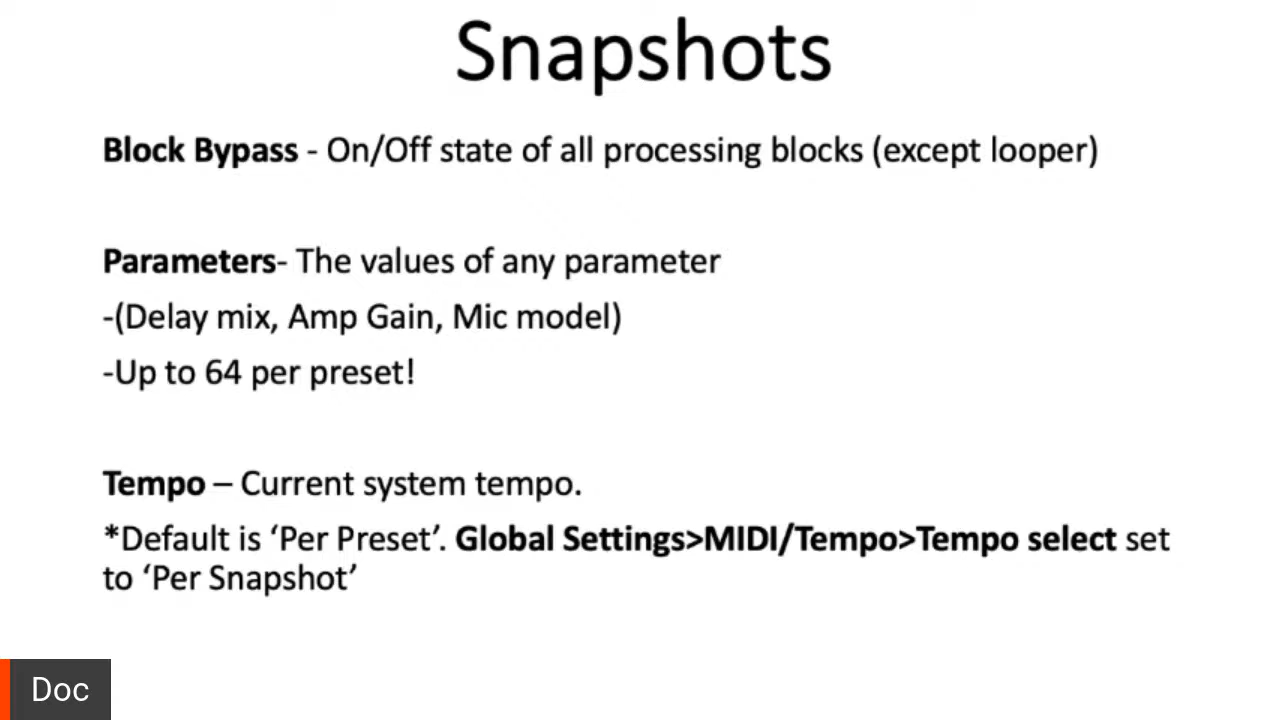 Snapshots
Block Bypass - On/Off state of all processing blocks (except looper)
Parameters- The values of any parameter
-(Delay mix, Amp Gain, Mic model)
-Up to 64 per preset!
Tempo – Current system tempo.
*Default is ‘Per Preset’. Global Settings>MIDI/Tempo>Tempo select set
to ‘Per Snapshot’
Doc